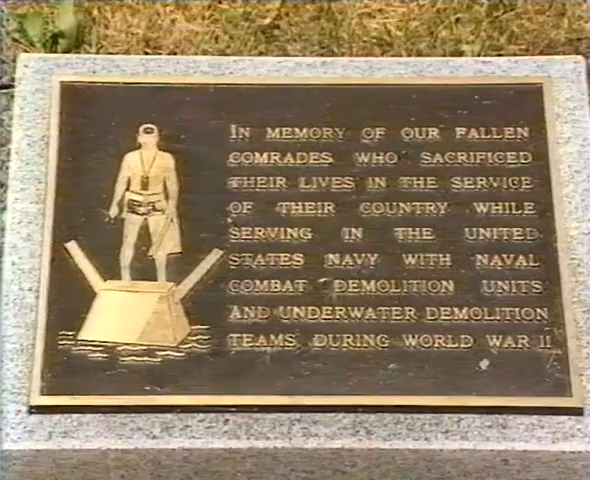 IN MEMORY OF OUR FALLEN
COMRADES WHO SACRIFICED
THEIR LIVES IN THE SERVICE
OF THEIR COUNTRY WHILE
SERVING IN THE UNITED
STATES NAVY WITH NAVAL
COMBAT DEMOLITION UNITS
AND UNDERWATER DEMOLITION
TEAMS DURING WORLD WAR II